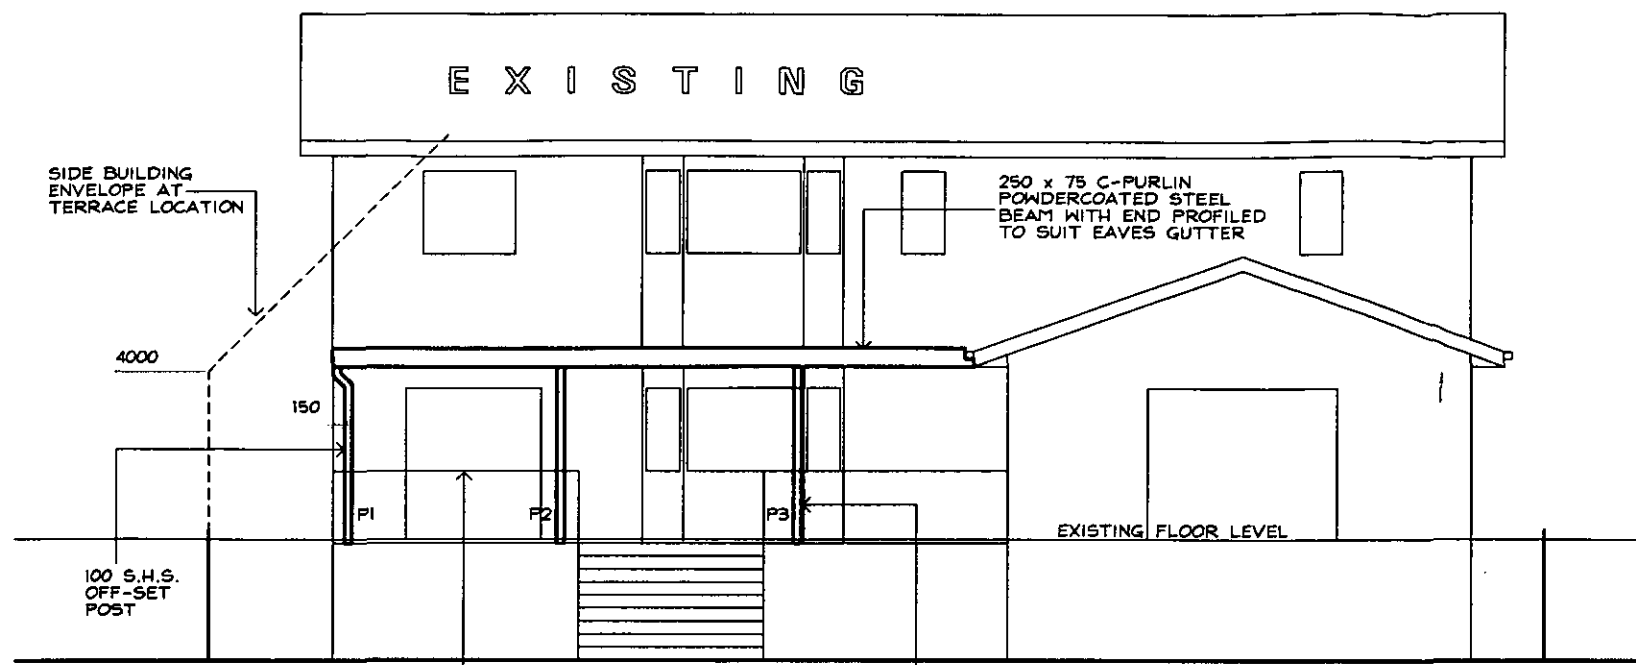 EXISTING
SIDE BUILDING
ENVELOPE AT
TERRACE LOCATION
250 x 75 C-PURLIN
POWDERCOATED STEEL
BEAM WITH END PROFILED
TO SUIT EAVES GUTTER
4000
150
P1
P2
P3
EXISTING FLOOR LEVEL
100 S.H.S.
OFF-SET
POST